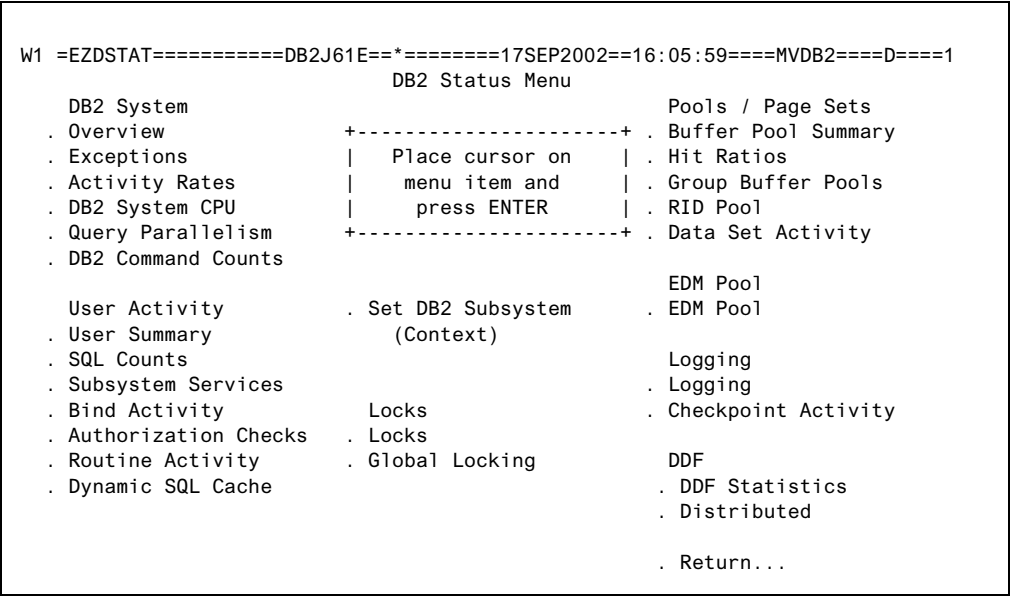 W1 =EZDSTAT===========DB2J61E==*========17SEP2002==16:05:59====MVDB2====D====1
                               DB2 Status Menu
    DB2 System                                        Pools / Page Sets
  . Overview               +----------------------+ . Buffer Pool Summary
  . Exceptions             |   Place cursor on    | . Hit Ratios
  . Activity Rates         |    menu item and     | . Group Buffer Pools
  . DB2 System CPU         |     press ENTER      | . RID Pool
  . Query Parallelism      +----------------------+ . Data Set Activity
  . DB2 Command Counts
                                                      EDM Pool
    User Activity          . Set DB2 Subsystem      . EDM Pool
  . User Summary               (Context)
  . SQL Counts                                        Logging
  . Subsystem Services                              . Logging
  . Bind Activity            Locks                  . Checkpoint Activity
  . Authorization Checks   . Locks
  . Routine Activity       . Global Locking           DDF
  . Dynamic SQL Cache                                . DDF Statistics
                                                     . Distributed
                                                     . Return...